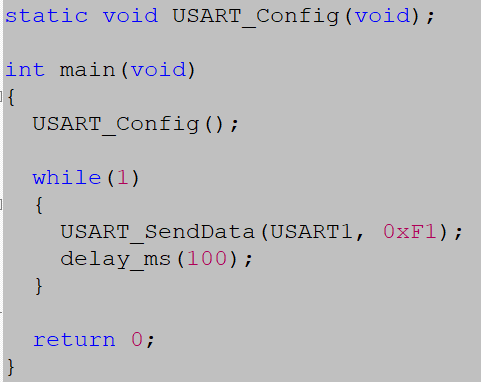 static void USART_Config(void);
int main(void)
{
USART_Config();
while(1)
{
USART_SendData(USART1, 0xF1);
delay_ms(100);
}
return 0;
}